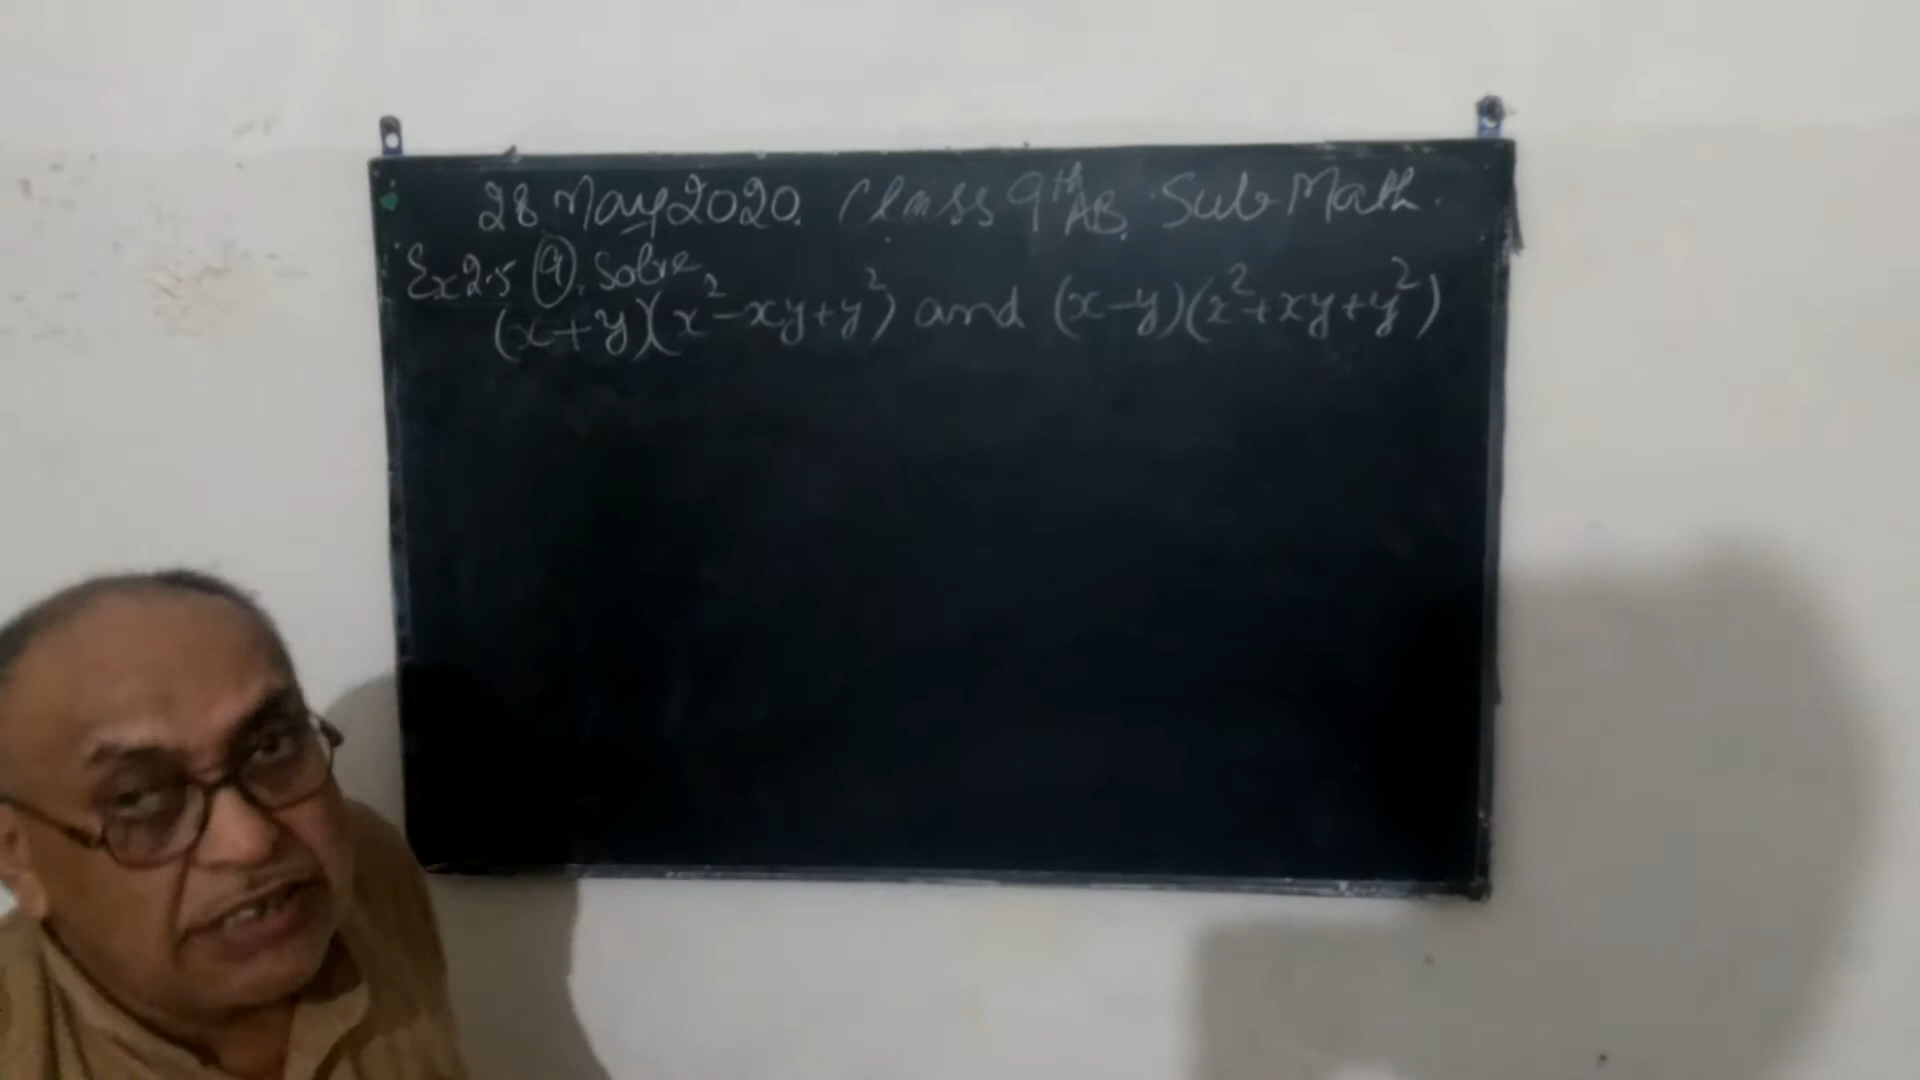 28 May 2020. Class 9th AB. Sub Math.
Ex 2.5 (9). Solve
(x+y)(x²-xy+y²) and (x-y)(x²+xy+y²)